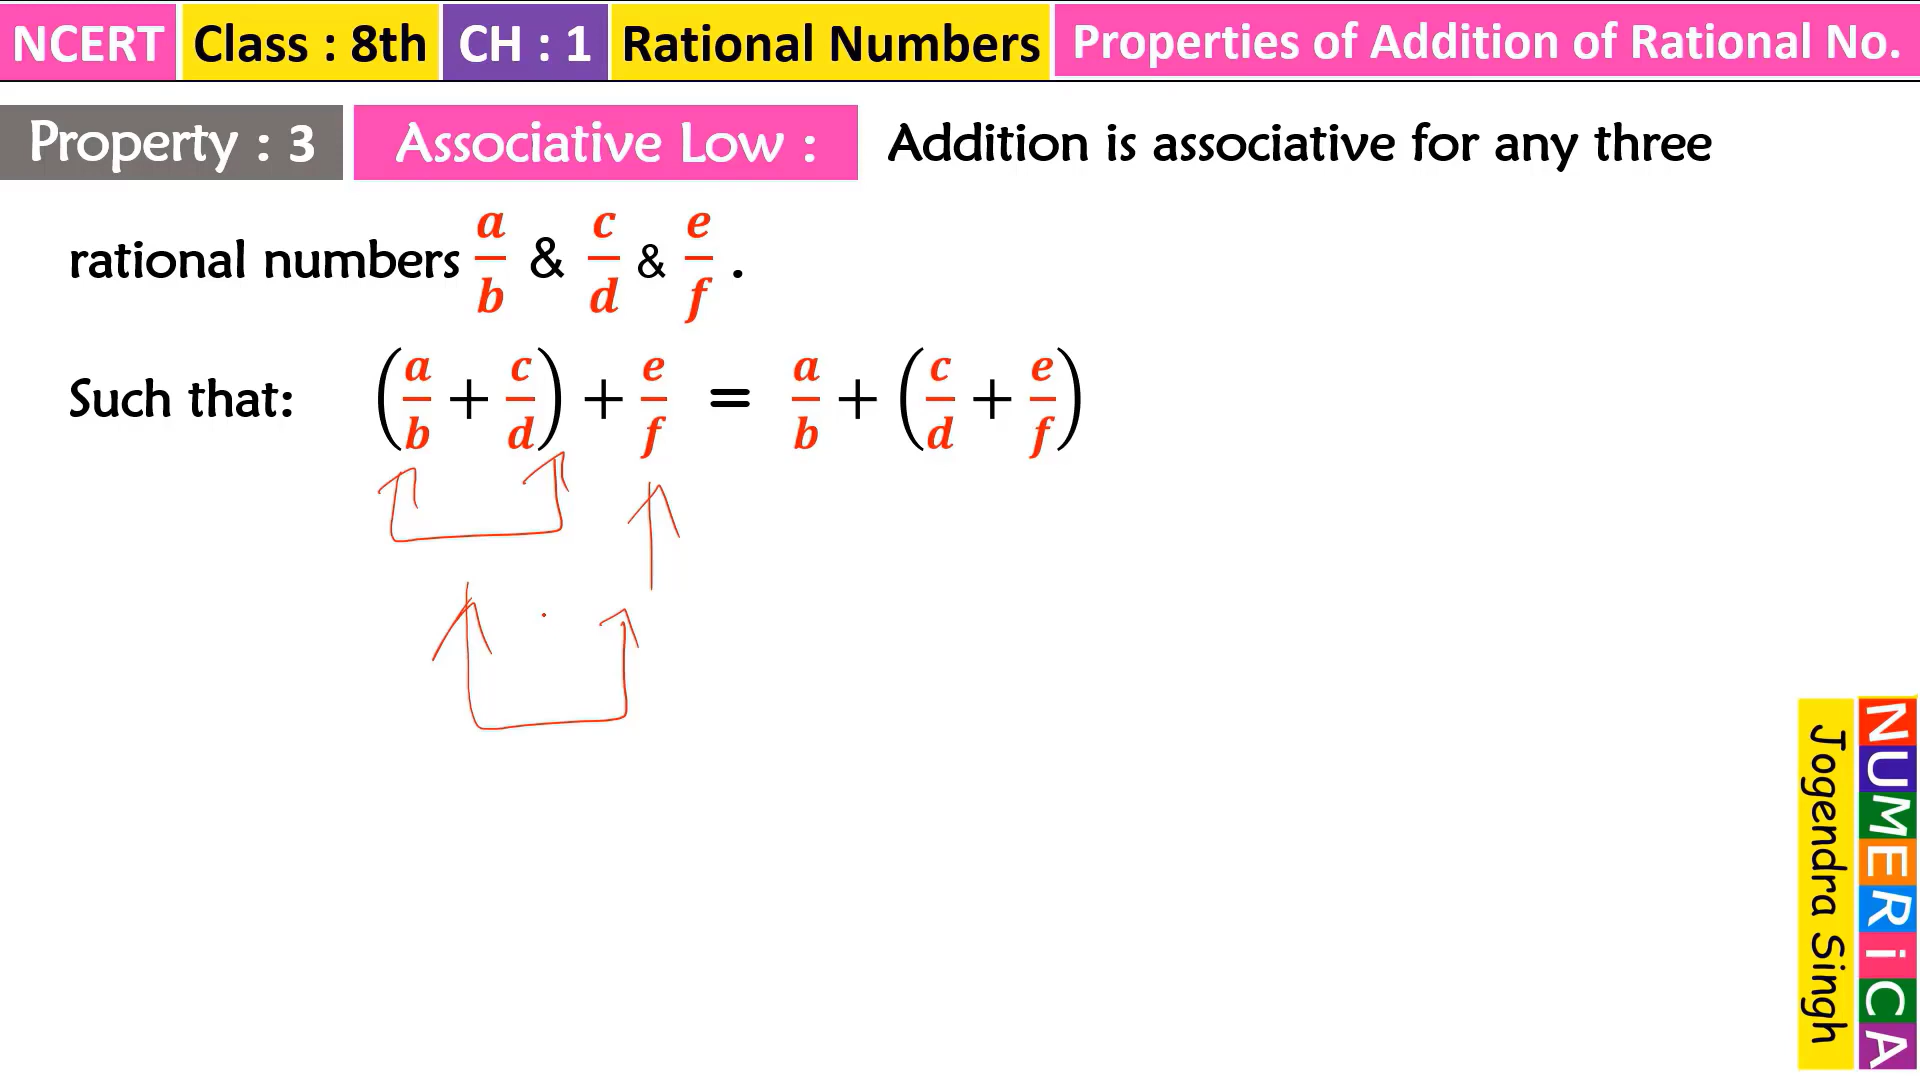 NCERT Class : 8th CH : 1 Rational Numbers Properties of Addition of Rational No.
Property : 3 Associative Low : Addition is associative for any three
rational numbers a/b & c/d & e/f .
Such that: (a/b + c/d) + e/f = a/b + (c/d + e/f)
NUMERiCA
Jogendra Singh